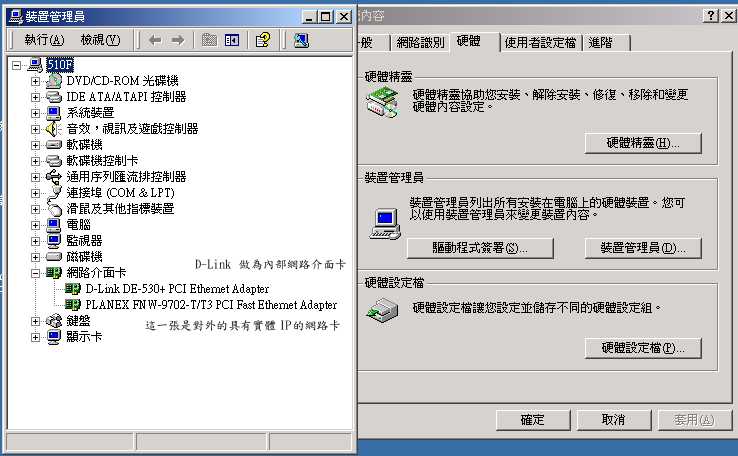 裝置管理員
執行(A) 檢視(V)
510F
DVD/CD-ROM 光碟機
IDE ATA/ATAPI 控制器
系統裝置
音效，視訊及遊戲控制器
軟碟機
軟碟機控制卡
通用序列匯流排控制器
連接埠 (COM & LPT)
滑鼠及其他指標裝置
電腦
監視器
磁碟機
D-Link 做為內部網路介面卡
網路介面卡
D-Link DE-530+ PCI Ethernet Adapter
PLANEX FNW-9702-T/T3 PCI Fast Ethernet Adapter
鍵盤
這一張是對外的具有實體 IP的網路卡
顯示卡
內容
般 網路識別 硬體 使用者設定檔 進階
硬體精靈
硬體精靈協助您安裝、解除安裝、修復、移除和變更
硬體內容設定。
硬體精靈(H)...
裝置管理員
裝置管理員列出所有安裝在電腦上的硬體裝置。您可
以使用裝置管理員來變更裝置內容。
驅動程式簽署(S)... 裝置管理員(D)...
硬體設定檔
硬體設定檔讓您設定並儲存不同的硬體設定組。
硬體設定檔(P)...
確定 取消 套用(A)